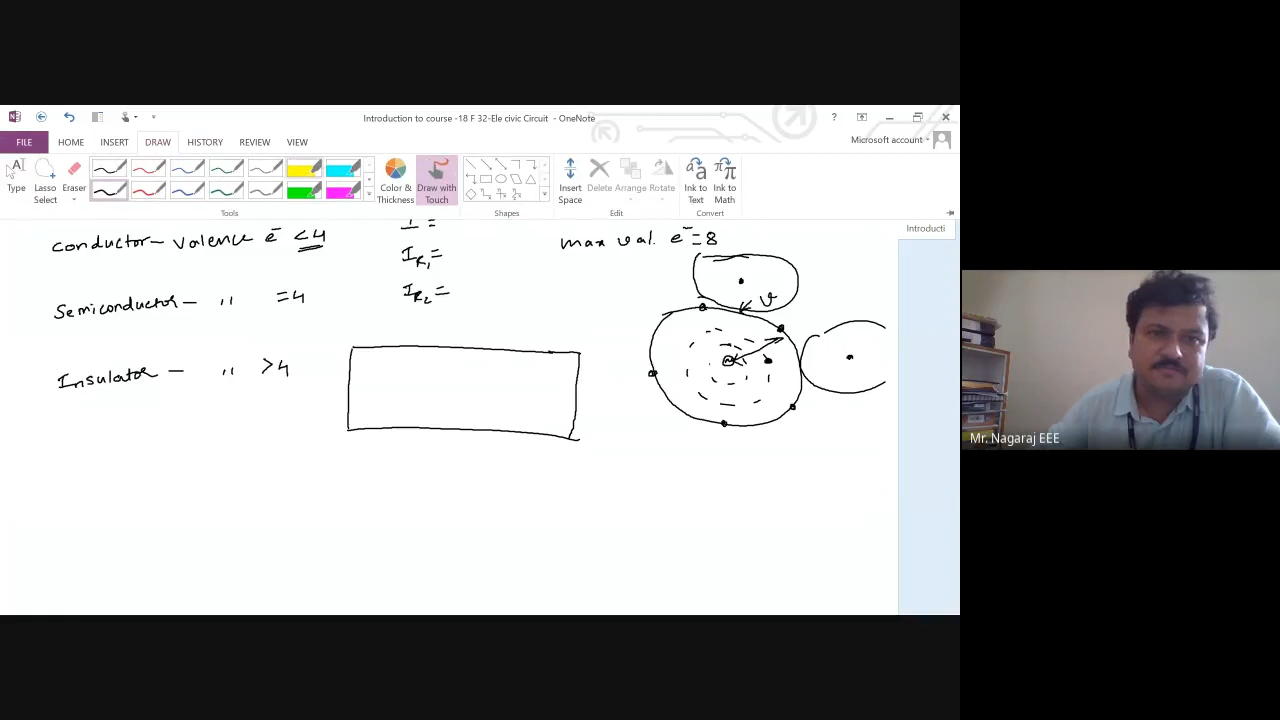 Introduction to course -18 F 32-Ele civic Circuit - OneNote
?
FILE HOME INSERT DRAW HISTORY REVIEW VIEW
Microsoft account
Type
Lasso Select
Eraser
Color & Thickness
Draw with Touch
Insert Space
Delete
Arrange
Rotate
Ink to Text
Ink to Math
Tools
Shapes
Edit
Convert
Introducti
conductor – valence e⁻ <4
I =
I R₁ =
I R₂ =
max val. e⁻ = 8
Semiconductor – '' =4
Insulator – '' >4
Mr. Nagaraj EEE